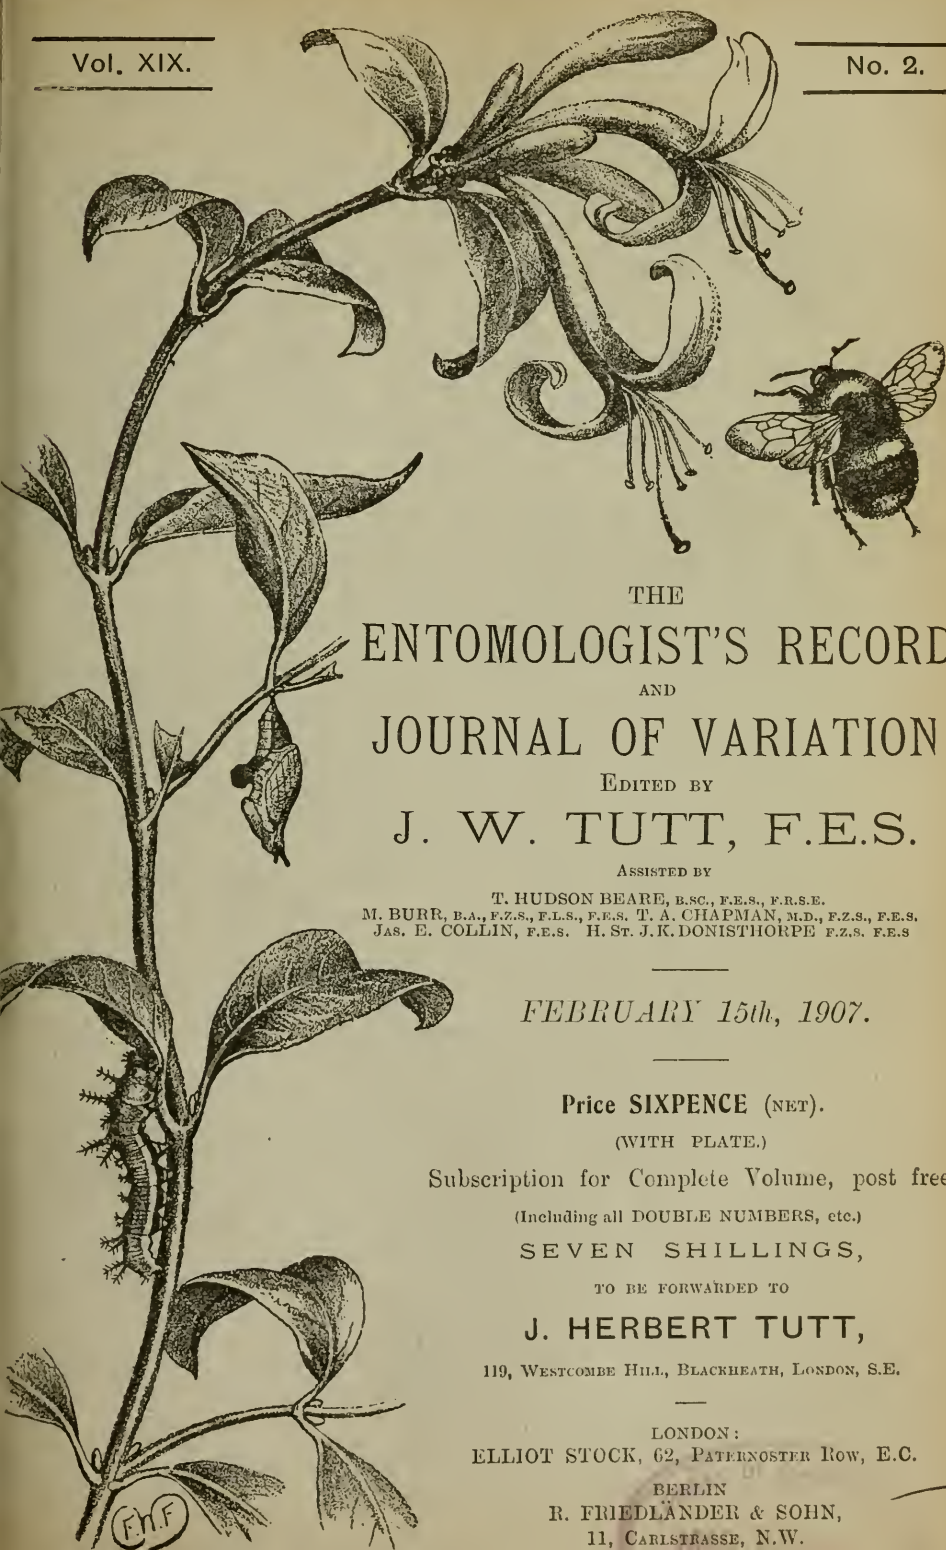 Vol. XIX.
No. 2.
THE
ENTOMOLOGIST'S RECORD
AND
JOURNAL OF VARIATION
EDITED BY
J. W. TUTT, F.E.S.
ASSISTED BY
T. HUDSON BEARE, B.SC., F.E.S., F.R.S.E.
M. BURR, B.A., F.Z.S., F.L.S., F.E.S. T. A. CHAPMAN, M.D., F.Z.S., F.E.S.
JAS. E. COLLIN, F.E.S. H. ST. J. K. DONISTHORPE F.Z.S. F.E.S
FEBRUARY 15th, 1907.
Price SIXPENCE (NET).
(WITH PLATE.)
Subscription for Complete Volume, post free
(Including all DOUBLE NUMBERS, etc.)
SEVEN SHILLINGS,
TO BE FORWARDED TO
J. HERBERT TUTT,
119, WESTCOMBE HILL, BLACKHEATH, LONDON, S.E.
LONDON:
ELLIOT STOCK, 62, PATERNOSTER ROW, E.C.
BERLIN
R. FRIEDLÄNDER & SOHN,
11, CARLSTRASSE, N.W.
F.W.F